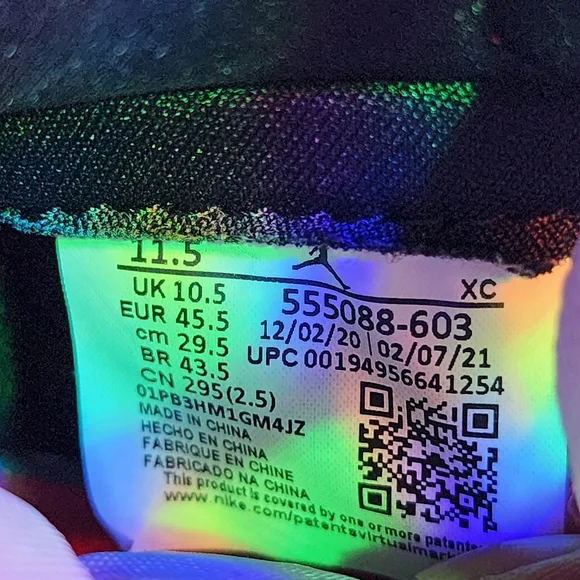 11.5
XC
UK 10.5
EUR 45.5
cm 29.5
BR 43.5
CN 295(2.5)
555088-603
12/02/20 | 02/07/21
UPC 00194956641254
01PB3HM1GM4JZ
MADE IN CHINA
HECHO EN CHINA
FABRIQUE EN CHINE
FABRICADO NA CHINA
This product is covered by one or more patents
www.nike.com/patents